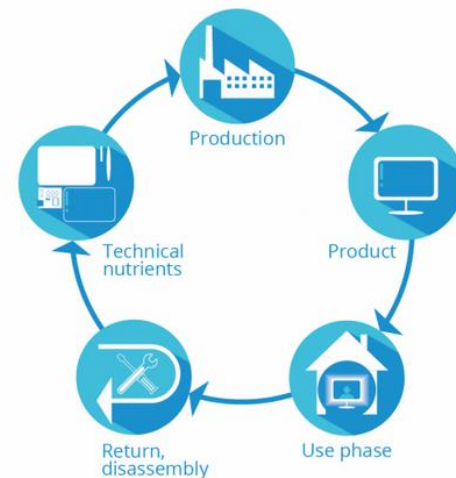 Production
Product
Use phase
Return,
disassembly
Technical
nutrients